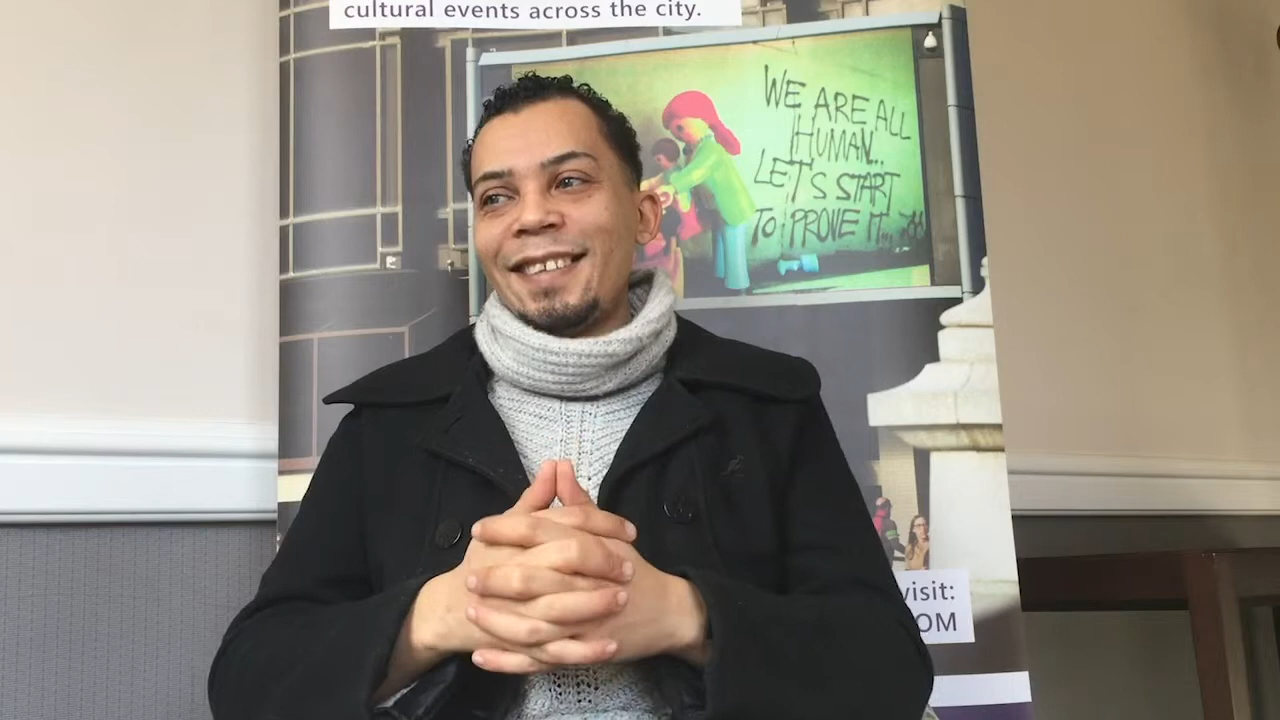 cultural events across the city.
WE ARE ALL
HUMAN...
LET'S START
TO PROVE IT...
visit:
OM